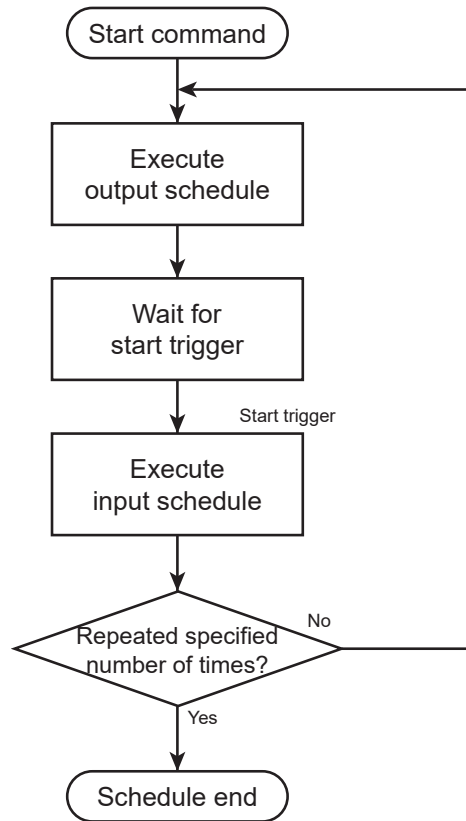 Start command
Execute
output schedule
Wait for
start trigger
Start trigger
Execute
input schedule
Repeated specified
number of times?
No
Yes
Schedule end